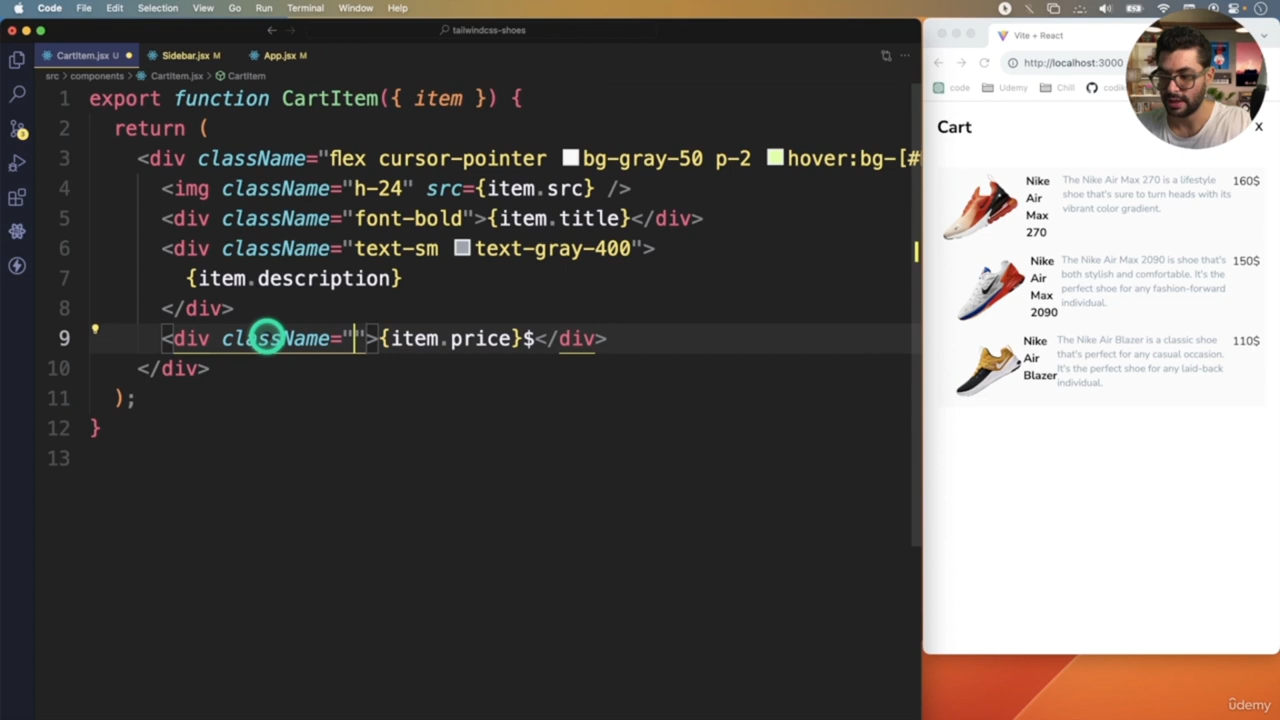 Code File Edit Selection View Go Run Terminal Window Help
tailwindcss-shoes
CartItem.jsx U Sidebar.jsx M App.jsx M
src > components > CartItem.jsx > CartItem
1 export function CartItem({ item }) {
2 return (
3 <div className="flex cursor-pointer bg-gray-50 p-2 hover:bg-[#
4 <img className="h-24" src={item.src} />
5 <div className="font-bold">{item.title}</div>
6 <div className="text-sm text-gray-400">
7 {item.description}
8 </div>
9 <div className="">{item.price}$</div>
10 </div>
11 );
12 }
13
Vite + React
http://localhost:3000
code Udemy Chill
Cart X
Nike
Air
Max
270
The Nike Air Max 270 is a lifestyle
shoe that's sure to turn heads with its
vibrant color gradient.
160$
Nike
Air
Max
2090
The Nike Air Max 2090 is shoe that's
both stylish and comfortable. It's the
perfect shoe for any fashion-forward
individual.
150$
Nike
Air
Blazer
The Nike Air Blazer is a classic shoe
that's perfect for any casual occasion.
It's the perfect shoe for any laid-back
individual.
110$
3
ûdemy